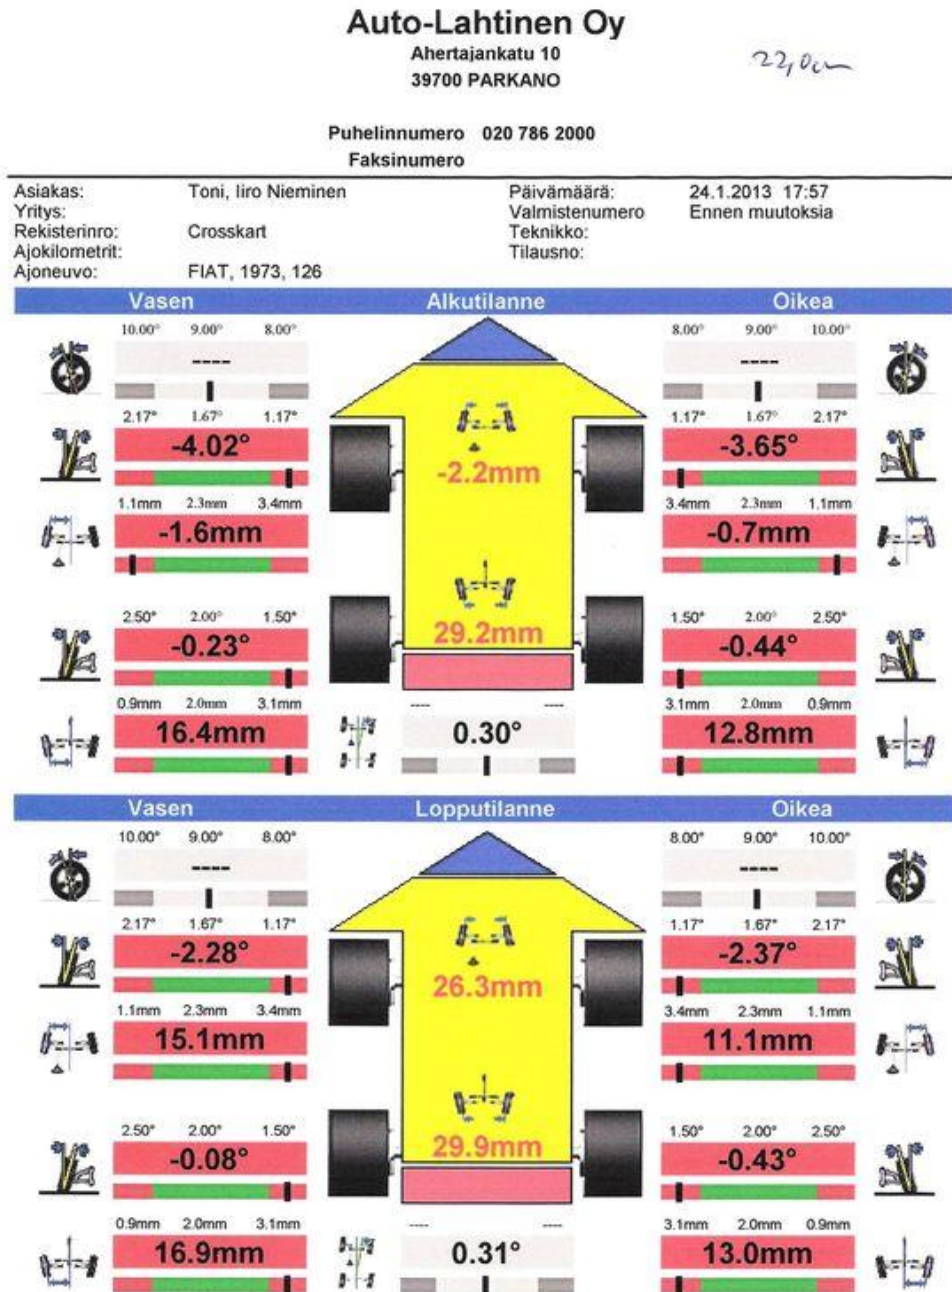 Auto-Lahtinen Oy
Ahertajankatu 10
39700 PARKANO
22,0cm
Puhelinnumero 020 786 2000
Faksinumero
Asiakas: Toni, Iiro Nieminen Päivämäärä: 24.1.2013 17:57
Yritys: Valmistenumero Ennen muutoksia
Rekisterinro: Crosskart Teknikko:
Ajokilometrit: Tilausno:
Ajoneuvo: FIAT, 1973, 126
Vasen Alkutilanne Oikea
10.00° 9.00° 8.00° 8.00° 9.00° 10.00°
---- ----
2.17° 1.67° 1.17° 1.17° 1.67° 2.17°
-4.02° -2.2mm -3.65°
1.1mm 2.3mm 3.4mm 3.4mm 2.3mm 1.1mm
-1.6mm -0.7mm
2.50° 2.00° 1.50° 1.50° 2.00° 2.50°
-0.23° 29.2mm -0.44°
0.9mm 2.0mm 3.1mm ---- ---- 3.1mm 2.0mm 0.9mm
16.4mm 0.30° 12.8mm
Vasen Lopputilanne Oikea
10.00° 9.00° 8.00° 8.00° 9.00° 10.00°
---- ----
2.17° 1.67° 1.17° 1.17° 1.67° 2.17°
-2.28° 26.3mm -2.37°
1.1mm 2.3mm 3.4mm 3.4mm 2.3mm 1.1mm
15.1mm 11.1mm
2.50° 2.00° 1.50° 1.50° 2.00° 2.50°
-0.08° 29.9mm -0.43°
0.9mm 2.0mm 3.1mm ---- ---- 3.1mm 2.0mm 0.9mm
16.9mm 0.31° 13.0mm